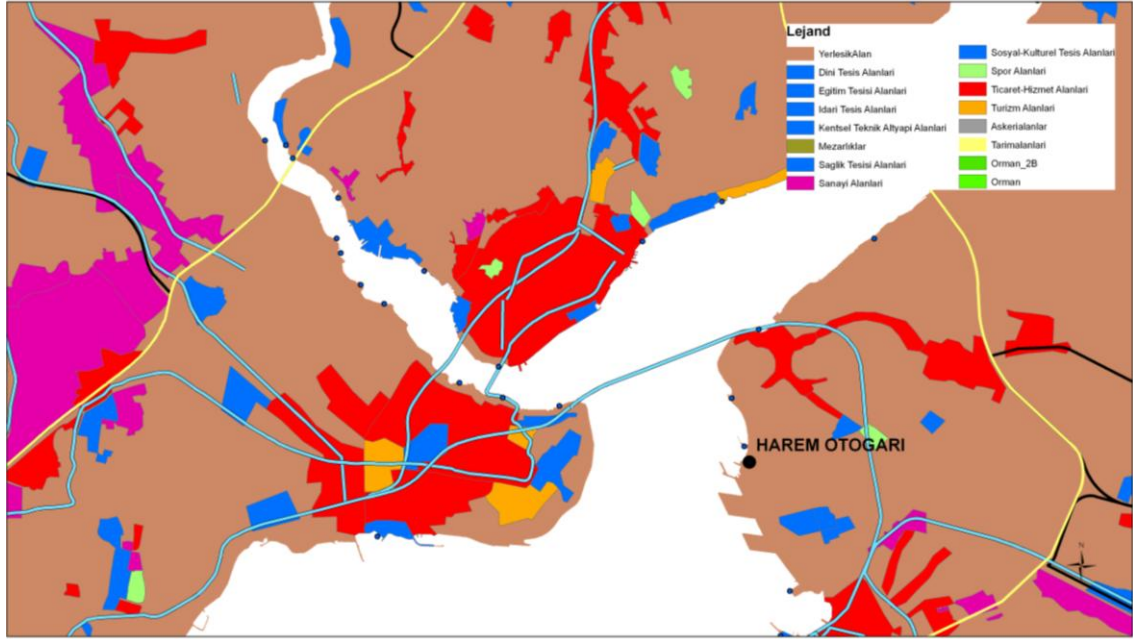 Lejand
YerlesikAlan
Dini Tesis Alanlari
Egitim Tesisi Alanlari
Idari Tesis Alanlari
Kentsel Teknik Altyapi Alanlari
Mezarlıklar
Saglik Tesisi Alanlari
Sanayi Alanlari
Sosyal-Kulturel Tesis Alanlari
Spor Alanlari
Ticaret-Hizmet Alanlari
Turizm Alanlari
Askerialanlar
Tarimalanlari
Orman_2B
Orman
HAREM OTOGARI
N